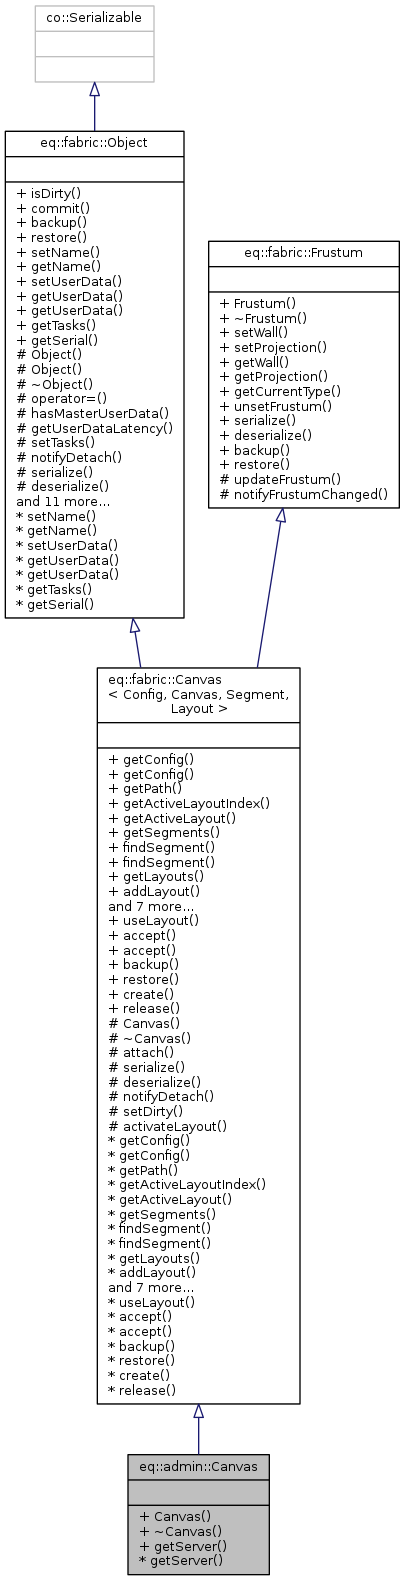 co::Serializable
eq::fabric::Object
+ isDirty()
+ commit()
+ backup()
+ restore()
+ setName()
+ getName()
+ setUserData()
+ getUserData()
+ getUserData()
+ getTasks()
+ getSerial()
# Object()
# Object()
# ~Object()
# operator=()
# hasMasterUserData()
# getUserDataLatency()
# setTasks()
# notifyDetach()
# serialize()
# deserialize()
and 11 more...
* setName()
* getName()
* setUserData()
* getUserData()
* getUserData()
* getTasks()
* getSerial()
eq::fabric::Frustum
+ Frustum()
+ ~Frustum()
+ setWall()
+ setProjection()
+ getWall()
+ getProjection()
+ getCurrentType()
+ unsetFrustum()
+ serialize()
+ deserialize()
+ backup()
+ restore()
# updateFrustum()
# notifyFrustumChanged()
eq::fabric::Canvas
< Config, Canvas, Segment,
Layout >
+ getConfig()
+ getConfig()
+ getPath()
+ getActiveLayoutIndex()
+ getActiveLayout()
+ getSegments()
+ findSegment()
+ findSegment()
+ getLayouts()
+ addLayout()
and 7 more...
+ useLayout()
+ accept()
+ accept()
+ backup()
+ restore()
+ create()
+ release()
# Canvas()
# ~Canvas()
# attach()
# serialize()
# deserialize()
# notifyDetach()
# setDirty()
# activateLayout()
* getConfig()
* getConfig()
* getPath()
* getActiveLayoutIndex()
* getActiveLayout()
* getSegments()
* findSegment()
* findSegment()
* getLayouts()
* addLayout()
and 7 more...
* useLayout()
* accept()
* accept()
* backup()
* restore()
* create()
* release()
eq::admin::Canvas
+ Canvas()
+ ~Canvas()
+ getServer()
* getServer()